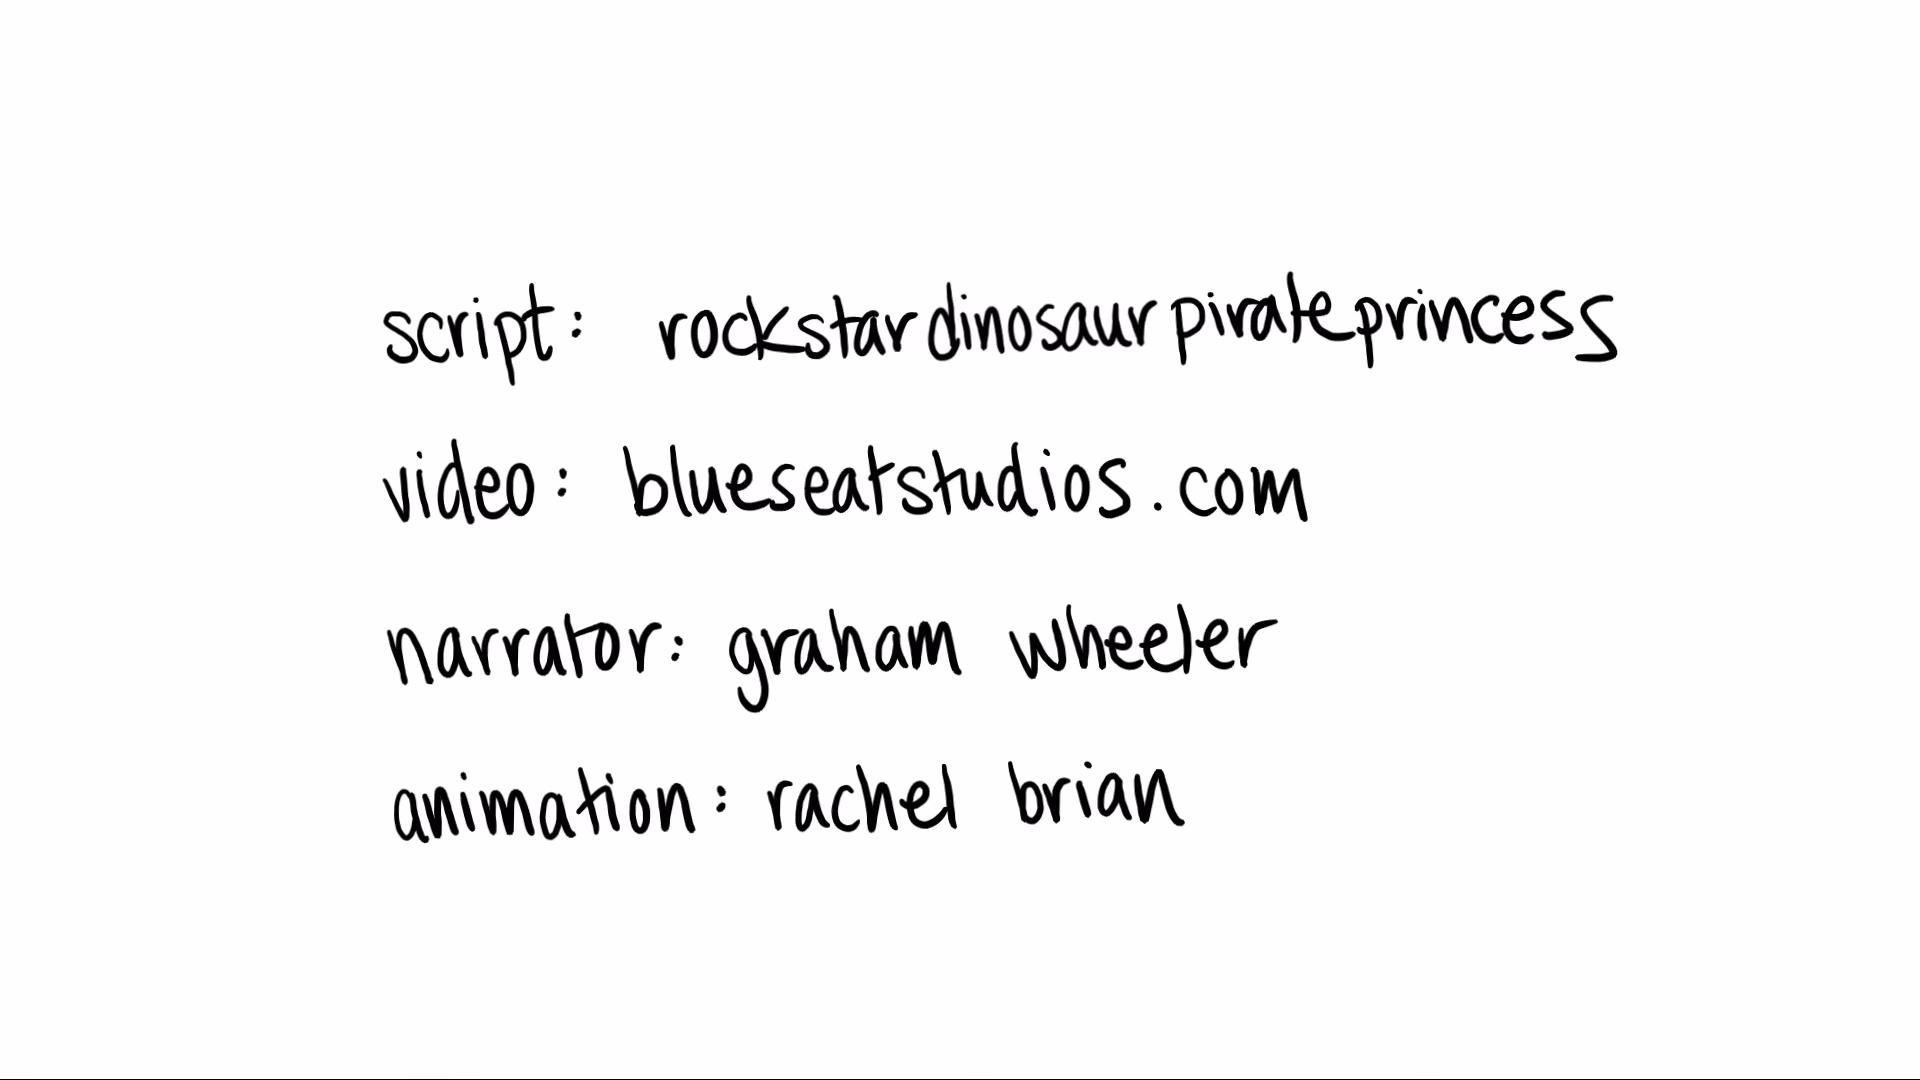 script: rockstardinosaurpirateprincess
video: blueseatstudios.com
narrator: graham wheeler
animation: rachel brian